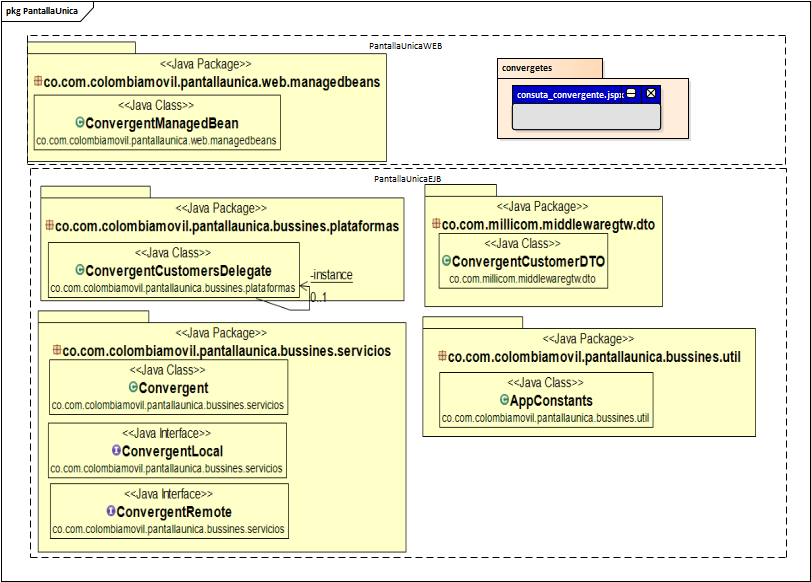 pkg PantallaUnica
PantallaUnicaWEB
<<Java Package>>
co.com.colombiamovil.pantallaunica.web.managedbeans
<<Java Class>>
ConvergentManagedBean
co.com.colombiamovil.pantallaunica.web.managedbeans
convergetes
consuta_convergente.jspx
PantallaUnicaEJB
<<Java Package>>
co.com.colombiamovil.pantallaunica.bussines.plataformas
<<Java Class>>
ConvergentCustomersDelegate
co.com.colombiamovil.pantallaunica.bussines.plataformas
-instance
0..1
<<Java Package>>
co.com.millicom.middlewaregtw.dto
<<Java Class>>
ConvergentCustomerDTO
co.com.millicom.middlewaregtw.dto
<<Java Package>>
co.com.colombiamovil.pantallaunica.bussines.servicios
<<Java Class>>
Convergent
co.com.colombiamovil.pantallaunica.bussines.servicios
<<Java Interface>>
ConvergentLocal
co.com.colombiamovil.pantallaunica.bussines.servicios
<<Java Interface>>
ConvergentRemote
co.com.colombiamovil.pantallaunica.bussines.servicios
<<Java Package>>
co.com.colombiamovil.pantallaunica.bussines.util
<<Java Class>>
AppConstants
co.com.colombiamovil.pantallaunica.bussines.util